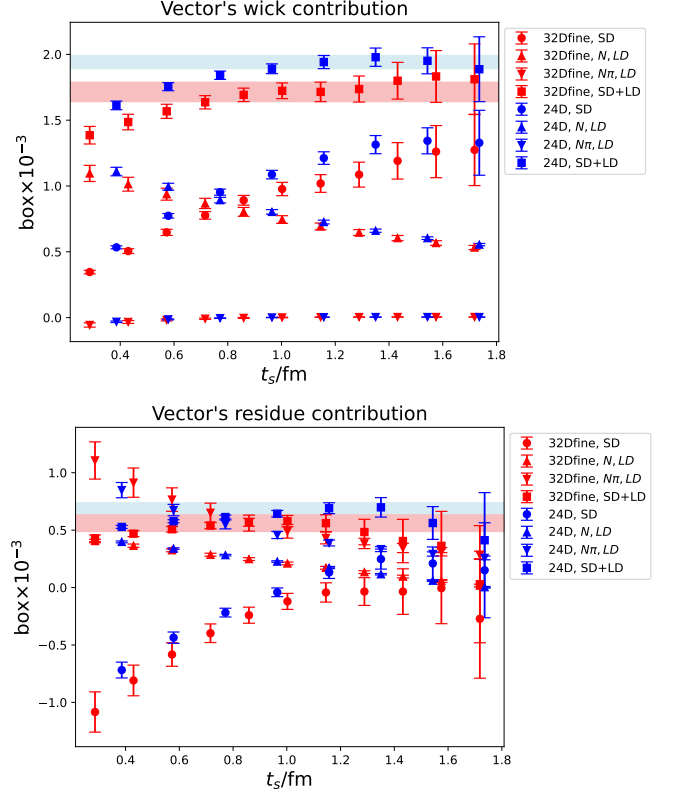 Vector's wick contribution
2.0
1.5
1.0
0.5
0.0
box×10⁻³
0.4 0.6 0.8 1.0 1.2 1.4 1.6 1.8
tₛ/fm
32Dfine, SD
32Dfine, N, LD
32Dfine, Nπ, LD
32Dfine, SD+LD
24D, SD
24D, N, LD
24D, Nπ, LD
24D, SD+LD
Vector's residue contribution
1.0
0.5
0.0
−0.5
−1.0
box×10⁻³
0.4 0.6 0.8 1.0 1.2 1.4 1.6 1.8
tₛ/fm
32Dfine, SD
32Dfine, N, LD
32Dfine, Nπ, LD
32Dfine, SD+LD
24D, SD
24D, N, LD
24D, Nπ, LD
24D, SD+LD